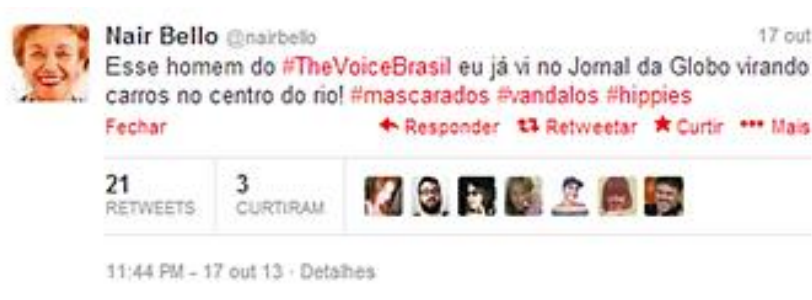 Nair Bello @nairbello 17 out
Esse homem do #TheVoiceBrasil eu já vi no Jornal da Globo virando
carros no centro do rio! #mascarados #vandalos #hippies
Fechar Responder Retweetar Curtir Mais
21 3
RETWEETS CURTIRAM
11:44 PM - 17 out 13 · Detalhes